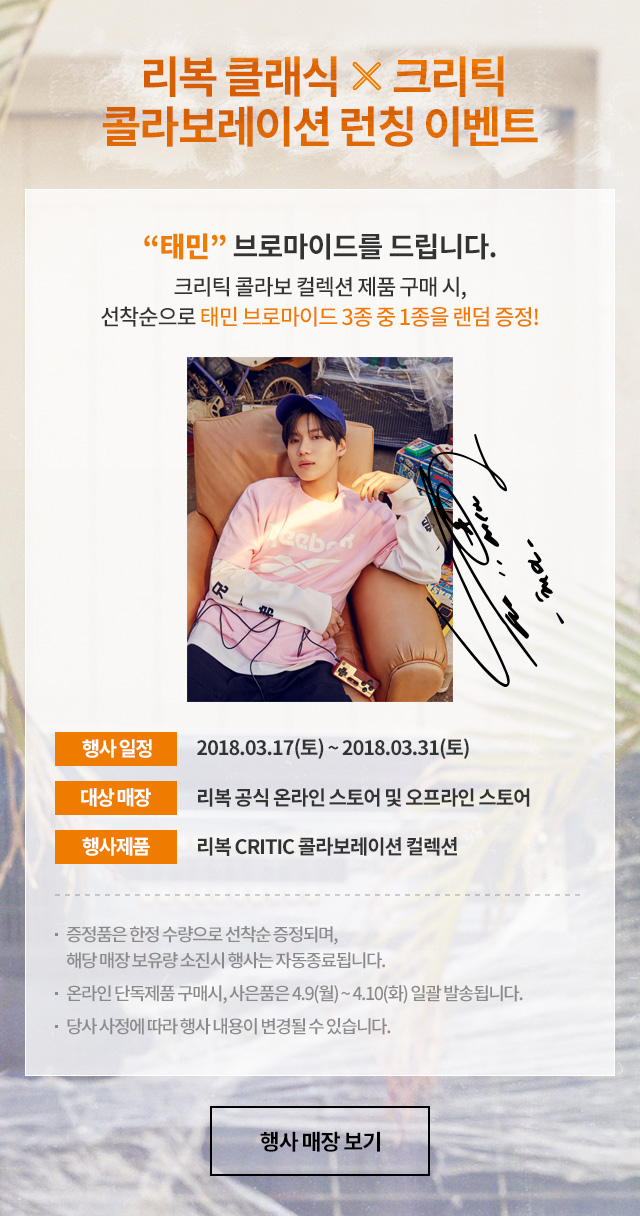 리복 클래식 × 크리틱
콜라보레이션 런칭 이벤트
“태민” 브로마이드를 드립니다.
크리틱 콜라보 컬렉션 제품 구매 시,
선착순으로 태민 브로마이드 3종 중 1종을 랜덤 증정!
Reebok
행사 일정 2018.03.17(토) ~ 2018.03.31(토)
대상 매장 리복 공식 온라인 스토어 및 오프라인 스토어
행사제품 리복 CRITIC 콜라보레이션 컬렉션
· 증정품은 한정 수량으로 선착순 증정되며,
해당 매장 보유량 소진시 행사는 자동종료됩니다.
· 온라인 단독제품 구매시, 사은품은 4.9(월) ~ 4.10(화) 일괄 발송됩니다.
· 당사 사정에 따라 행사 내용이 변경될 수 있습니다.
행사 매장 보기